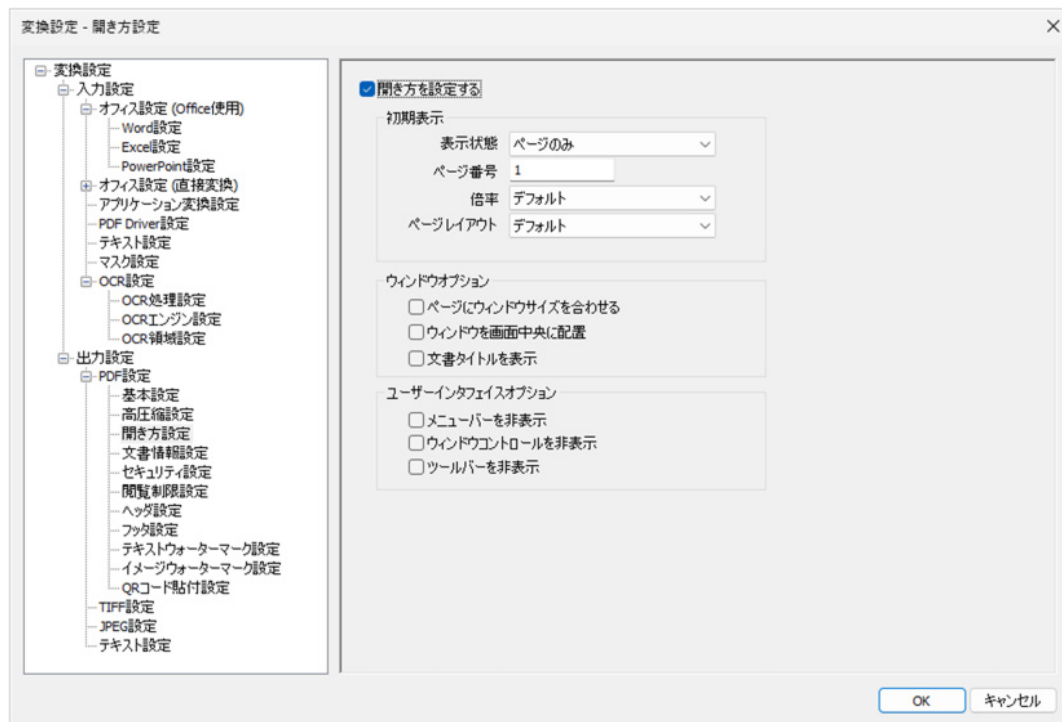 変換設定 - 開き方設定
変換設定
入力設定
オフィス設定 (Office使用)
Word設定
Excel設定
PowerPoint設定
オフィス設定 (直接変換)
アプリケーション変換設定
PDF Driver設定
テキスト設定
マスク設定
OCR設定
OCR処理設定
OCRエンジン設定
OCR領域設定
出力設定
PDF設定
基本設定
高圧縮設定
開き方設定
文書情報設定
セキュリティ設定
閲覧制限設定
ヘッダ設定
フッタ設定
テキストウォーターマーク設定
イメージウォーターマーク設定
QRコード貼付設定
TIFF設定
JPEG設定
テキスト設定
開き方を設定する
初期表示
表示状態 ページのみ
ページ番号 1
倍率 デフォルト
ページレイアウト デフォルト
ウィンドウオプション
ページにウィンドウサイズを合わせる
ウィンドウを画面中央に配置
文書タイトルを表示
ユーザーインタフェイスオプション
メニューバーを非表示
ウィンドウコントロールを非表示
ツールバーを非表示
OK キャンセル